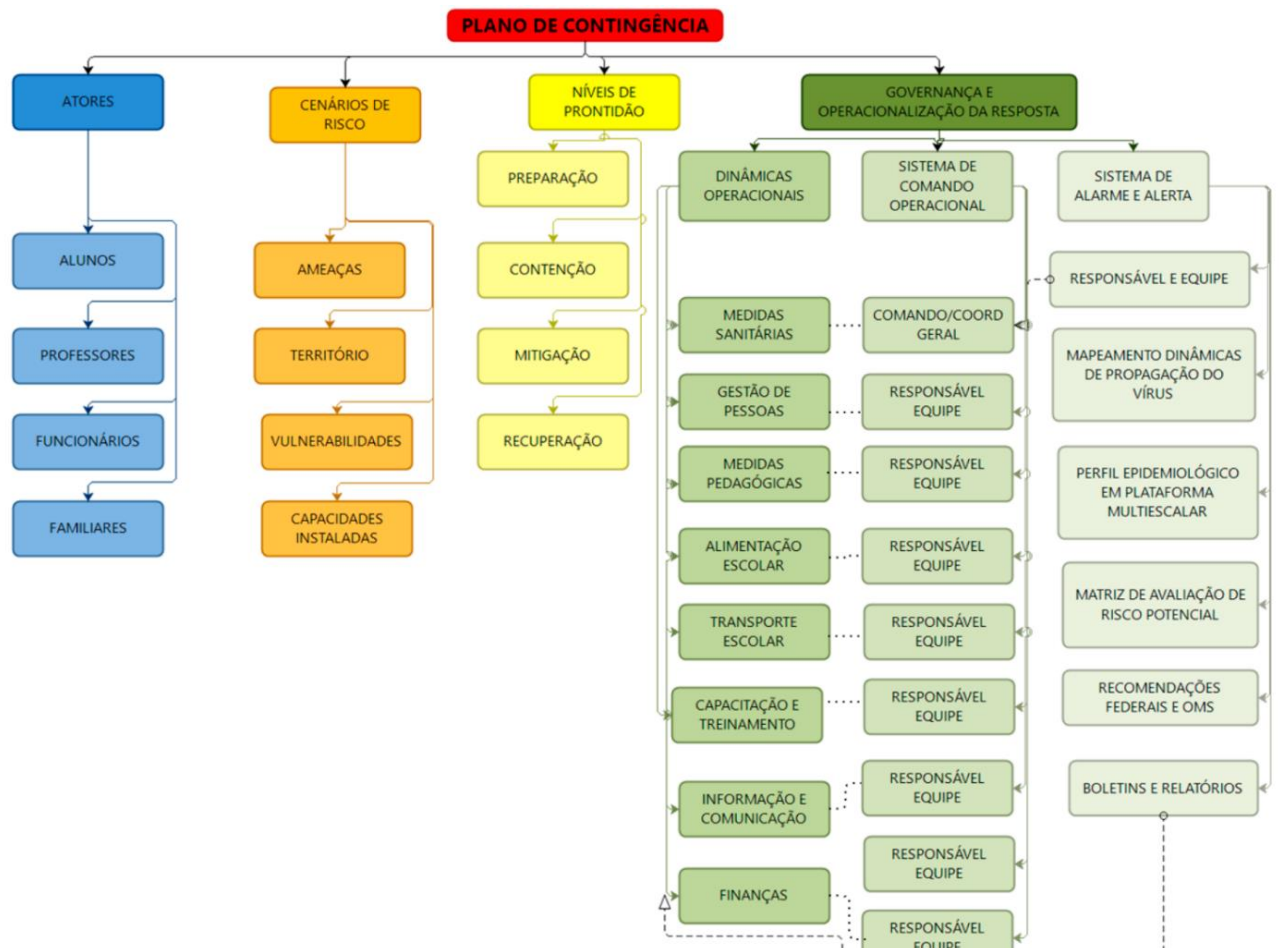 PLANO DE CONTINGÊNCIA
ATORES
ALUNOS
PROFESSORES
FUNCIONÁRIOS
FAMILIARES
CENÁRIOS DE
RISCO
AMEAÇAS
TERRITÓRIO
VULNERABILIDADES
CAPACIDADES
INSTALADAS
NÍVEIS DE
PRONTIDÃO
PREPARAÇÃO
CONTENÇÃO
MITIGAÇÃO
RECUPERAÇÃO
GOVERNANÇA E
OPERACIONALIZAÇÃO DA RESPOSTA
DINÂMICAS
OPERACIONAIS
MEDIDAS
SANITÁRIAS
GESTÃO DE
PESSOAS
MEDIDAS
PEDAGÓGICAS
ALIMENTAÇÃO
ESCOLAR
TRANSPORTE
ESCOLAR
CAPACITAÇÃO E
TREINAMENTO
INFORMAÇÃO E
COMUNICAÇÃO
FINANÇAS
SISTEMA DE
COMANDO
OPERACIONAL
COMANDO/COORD
GERAL
RESPONSÁVEL
EQUIPE
RESPONSÁVEL
EQUIPE
RESPONSÁVEL
EQUIPE
RESPONSÁVEL
EQUIPE
RESPONSÁVEL
EQUIPE
RESPONSÁVEL
EQUIPE
RESPONSÁVEL
EQUIPE
RESPONSÁVEL
EQUIPE
SISTEMA DE
ALARME E ALERTA
RESPONSÁVEL E EQUIPE
MAPEAMENTO DINÂMICAS
DE PROPAGAÇÃO DO
VÍRUS
PERFIL EPIDEMIOLÓGICO
EM PLATAFORMA
MULTIESCALAR
MATRIZ DE AVALIAÇÃO DE
RISCO POTENCIAL
RECOMENDAÇÕES
FEDERAIS E OMS
BOLETINS E RELATÓRIOS